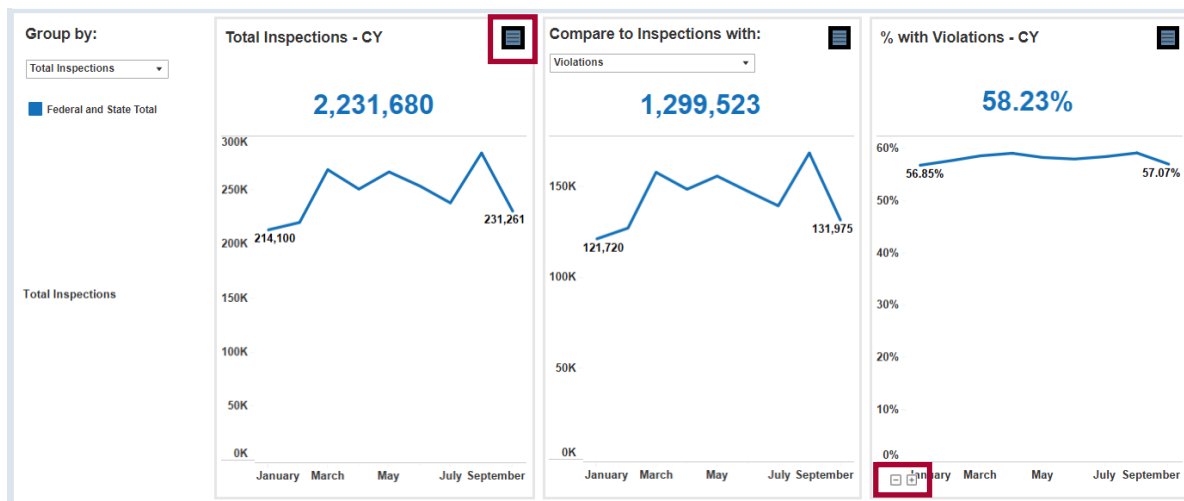 Group by:
Total Inspections
Federal and State Total
Total Inspections
Total Inspections - CY
2,231,680
300K
250K
200K
150K
100K
50K
0K
214,100
231,261
January March May July September
Compare to Inspections with:
Violations
1,299,523
150K
100K
50K
0K
121,720
131,975
January March May July September
% with Violations - CY
58.23%
60%
50%
40%
30%
20%
10%
0%
56.85%
57.07%
January March May July September